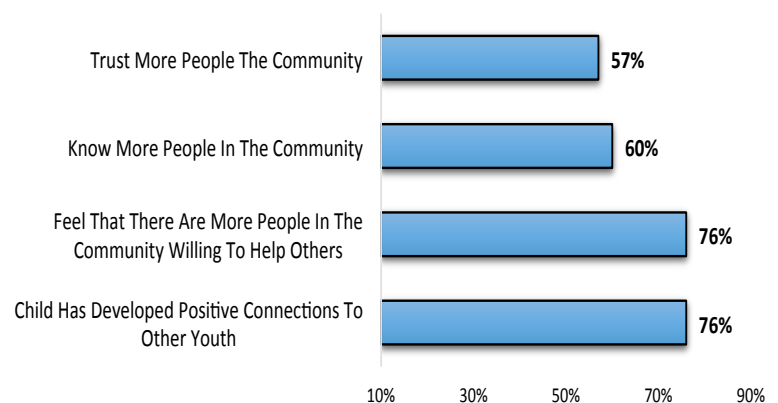 Trust More People The Community
57%
Know More People In The Community
60%
Feel That There Are More People In The
Community Willing To Help Others
76%
Child Has Developed Positive Connections To
Other Youth
76%
10% 30% 50% 70% 90%